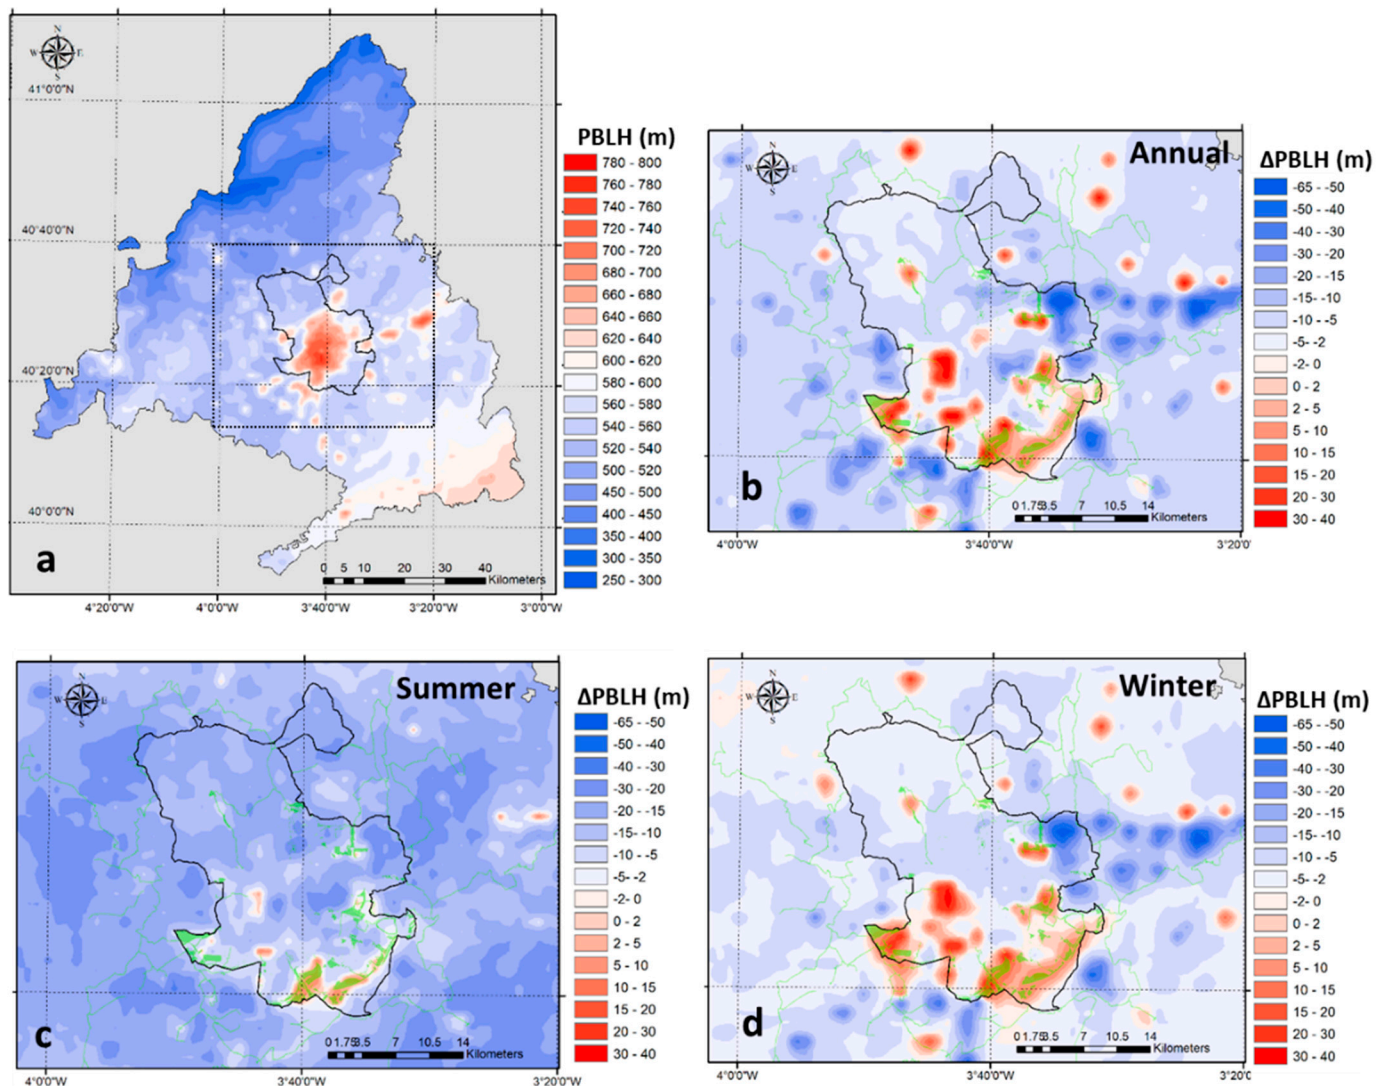 N
W E
S
41°0'0"N
40°40'0"N
40°20'0"N
40°0'0"N
a
0 5 10 20 30 40
Kilometers
4°20'0"W 4°0'0"W 3°40'0"W 3°20'0"W 3°0'0"W
PBLH (m)
780 - 800
760 - 780
740 - 760
720 - 740
700 - 720
680 - 700
660 - 680
640 - 660
620 - 640
600 - 620
580 - 600
560 - 580
540 - 560
520 - 540
500 - 520
450 - 500
400 - 450
350 - 400
300 - 350
250 - 300
N
W E
S
Annual
b
0 1.75 3.5 7 10.5 14
Kilometers
4°0'0"W 3°40'0"W 3°20'0
ΔPBLH (m)
-65 - -50
-50 - -40
-40 - -30
-30 - -20
-20 - -15
-15 - -10
-10 - -5
-5 - -2
-2 - 0
0 - 2
2 - 5
5 - 10
10 - 15
15 - 20
20 - 30
30 - 40
N
W E
S
Summer
c
0 1.75 3.5 7 10.5 14
Kilometers
4°0'0"W 3°40'0"W 3°20'0"W
ΔPBLH (m)
-65 - -50
-50 - -40
-40 - -30
-30 - -20
-20 - -15
-15 - -10
-10 - -5
-5 - -2
-2 - 0
0 - 2
2 - 5
5 - 10
10 - 15
15 - 20
20 - 30
30 - 40
N
W E
S
Winter
d
0 1.75 3.5 7 10.5 14
Kilometers
4°0'0"W 3°40'0"W 3°20'0
ΔPBLH (m)
-65 - -50
-50 - -40
-40 - -30
-30 - -20
-20 - -15
-15 - -10
-10 - -5
-5 - -2
-2 - 0
0 - 2
2 - 5
5 - 10
10 - 15
15 - 20
20 - 30
30 - 40